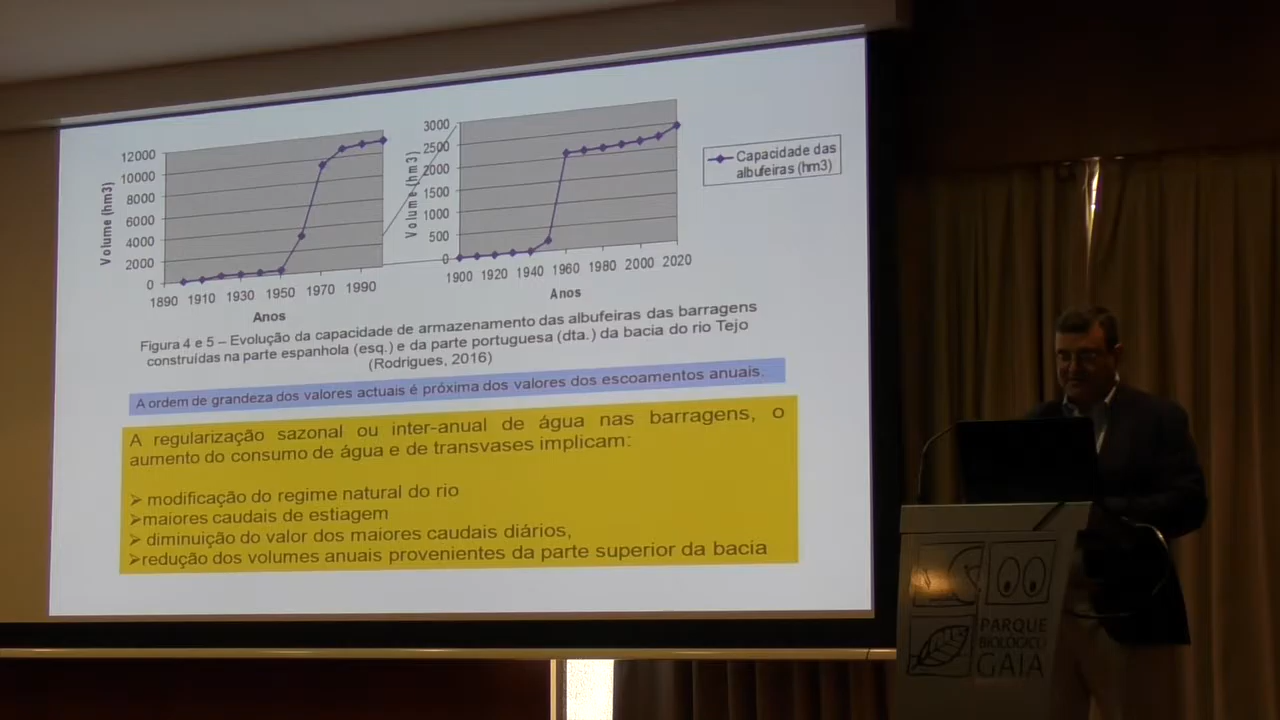 12000
10000
8000
6000
4000
2000
0
Volume (hm3)
1890 1910 1930 1950 1970 1990
Anos
3000
2500
2000
1500
1000
500
0
Volume (hm3)
1900 1920 1940 1960 1980 2000 2020
Anos
Capacidade das
albufeiras (hm3)
Figura 4 e 5 – Evolução da capacidade de armazenamento das albufeiras das barragens
construídas na parte espanhola (esq.) e da parte portuguesa (dta.) da bacia do rio Tejo
(Rodrigues, 2016)
A ordem de grandeza dos valores actuais é próxima dos valores dos escoamentos anuais.
A regularização sazonal ou inter-anual de água nas barragens, o
aumento do consumo de água e de transvases implicam:
➢ modificação do regime natural do rio
➢maiores caudais de estiagem
➢ diminuição do valor dos maiores caudais diários,
➢redução dos volumes anuais provenientes da parte superior da bacia
PARQUE
BIOLÓGICO
GAIA